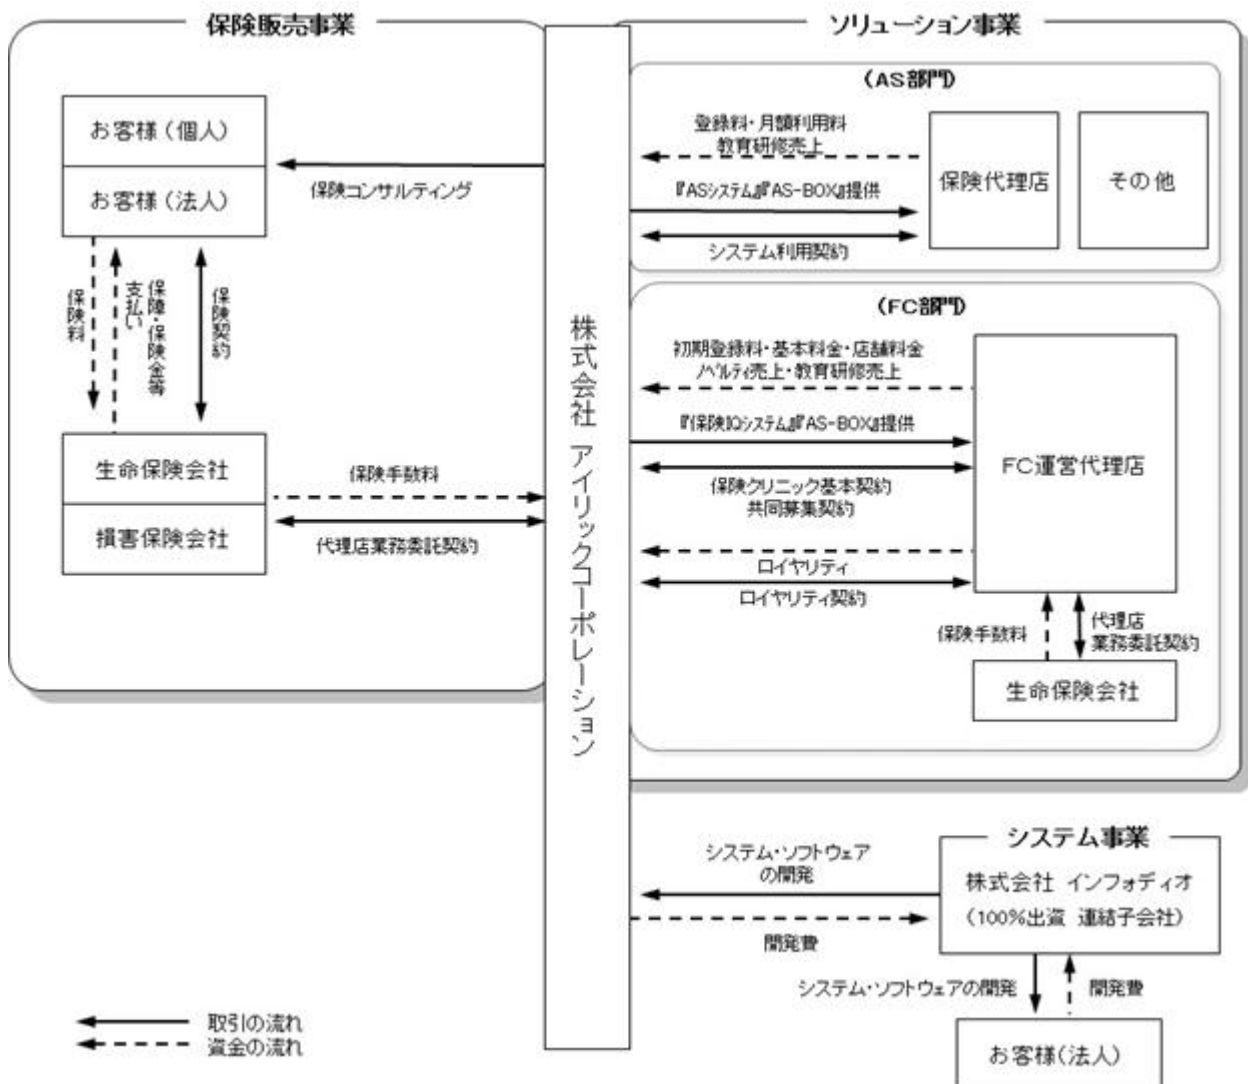 保険販売事業
お客様（個人）
お客様（法人）
保険コンサルティング
保険料
保障・保険金等
支払い
保険契約
生命保険会社
損害保険会社
保険手数料
代理店業務委託契約
株式会社 アイリックコーポレーション
ソリューション事業
（AS部門）
登録料・月額利用料
教育研修売上
『ASシステム』『AS-BOX』提供
システム利用契約
保険代理店
その他
（FC部門）
初期登録料・基本料金・店舗料金
ノベルティ売上・教育研修売上
『保険IQシステム』『AS-BOX』提供
保険クリニック基本契約
共同募集契約
ロイヤリティ
ロイヤリティ契約
FC運営代理店
保険手数料
代理店
業務委託契約
生命保険会社
システム事業
株式会社 インフォディオ
（100%出資 連結子会社）
システム・ソフトウェア
の開発
開発費
システム・ソフトウェアの開発
開発費
お客様（法人）
取引の流れ
資金の流れ